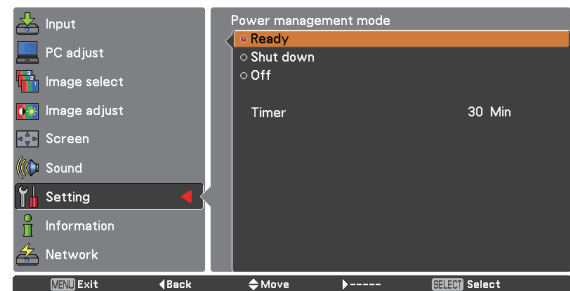 Input
PC adjust
Image select
Image adjust
Screen
Sound
Setting
Information
Network
Power management mode
Ready
Shut down
Off
Timer 30 Min
MENU Exit Back Move ----- SELECT Select